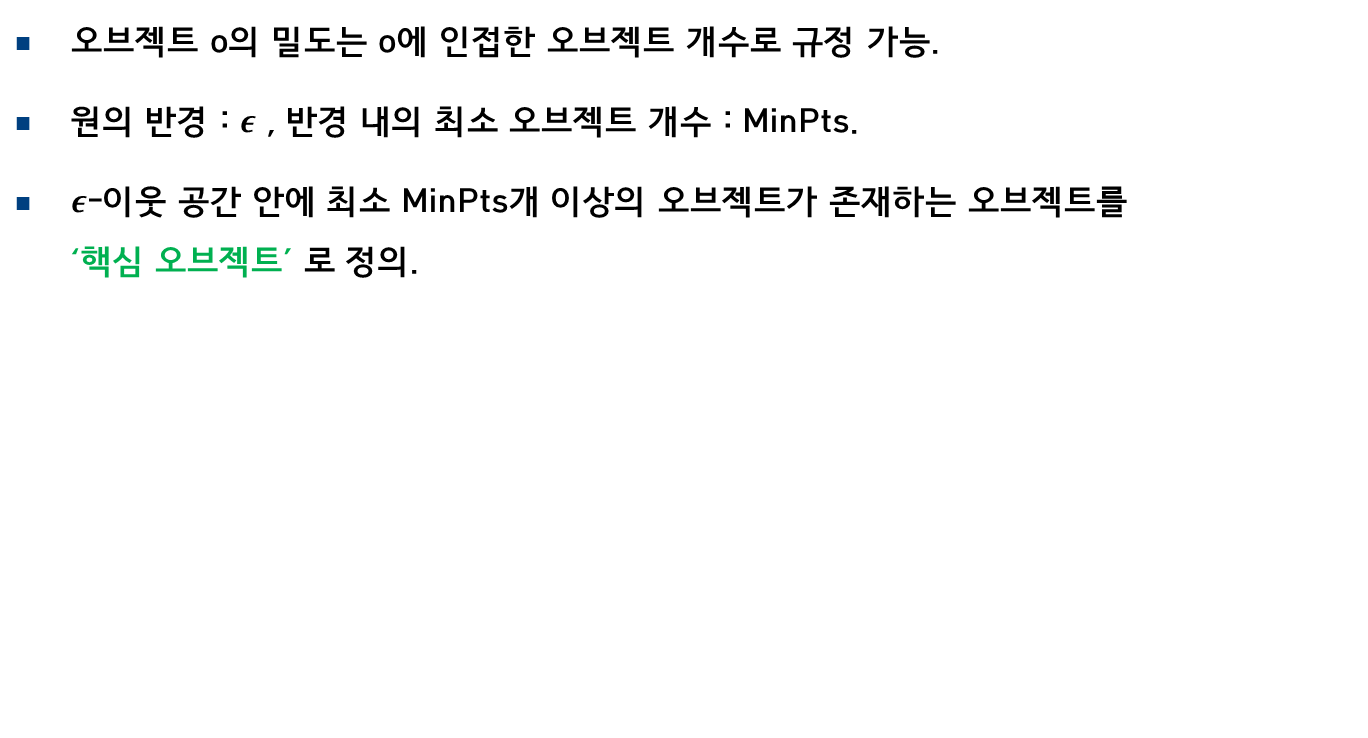 ▪ 오브젝트 o의 밀도는 o에 인접한 오브젝트 개수로 규정 가능.
▪ 원의 반경 : ϵ , 반경 내의 최소 오브젝트 개수 : MinPts.
▪ ϵ-이웃 공간 안에 최소 MinPts개 이상의 오브젝트가 존재하는 오브젝트를
‘핵심 오브젝트’ 로 정의.